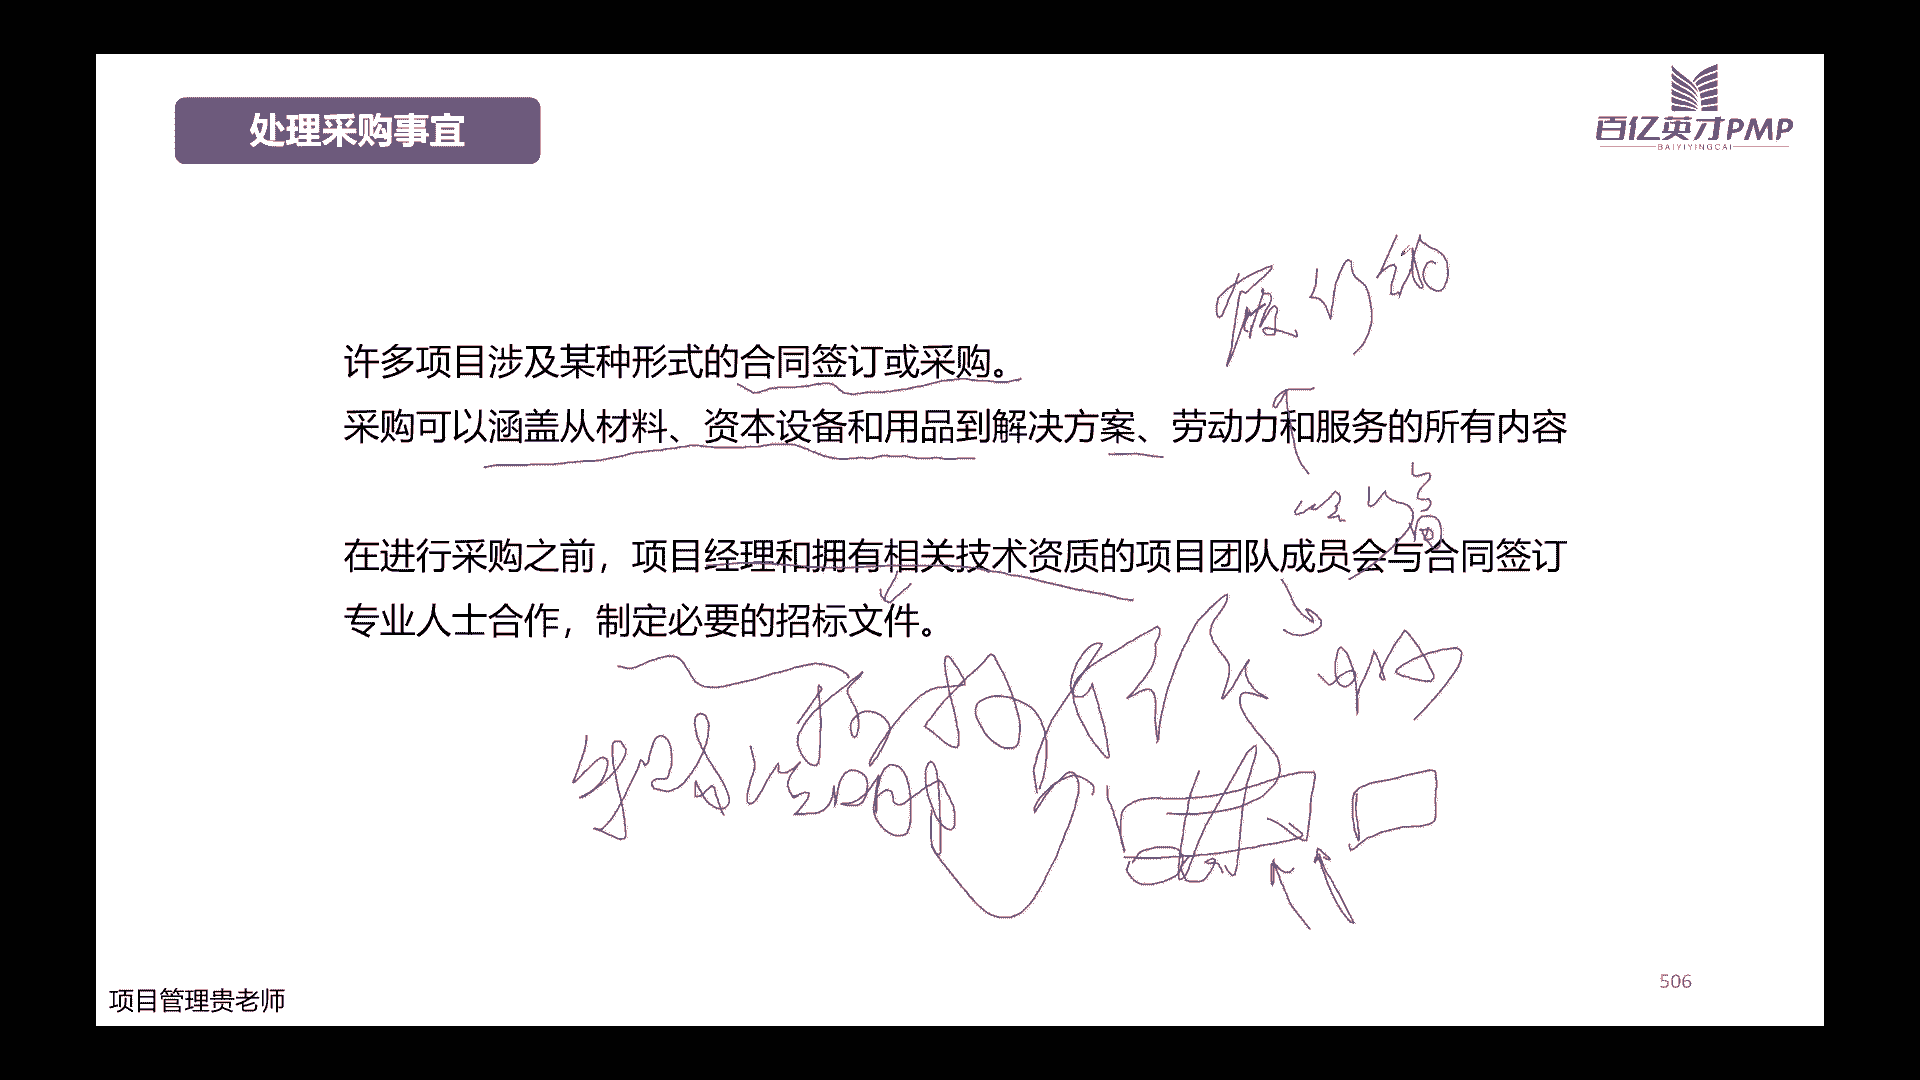 处理采购事宜
百亿英才PMP
BAIYIYINGCAI
许多项目涉及某种形式的合同签订或采购。
采购可以涵盖从材料、资本设备和用品到解决方案、劳动力和服务的所有内容
在进行采购之前，项目经理和拥有相关技术资质的项目团队成员会与合同签订
专业人士合作，制定必要的招标文件。
506
项目管理贵老师